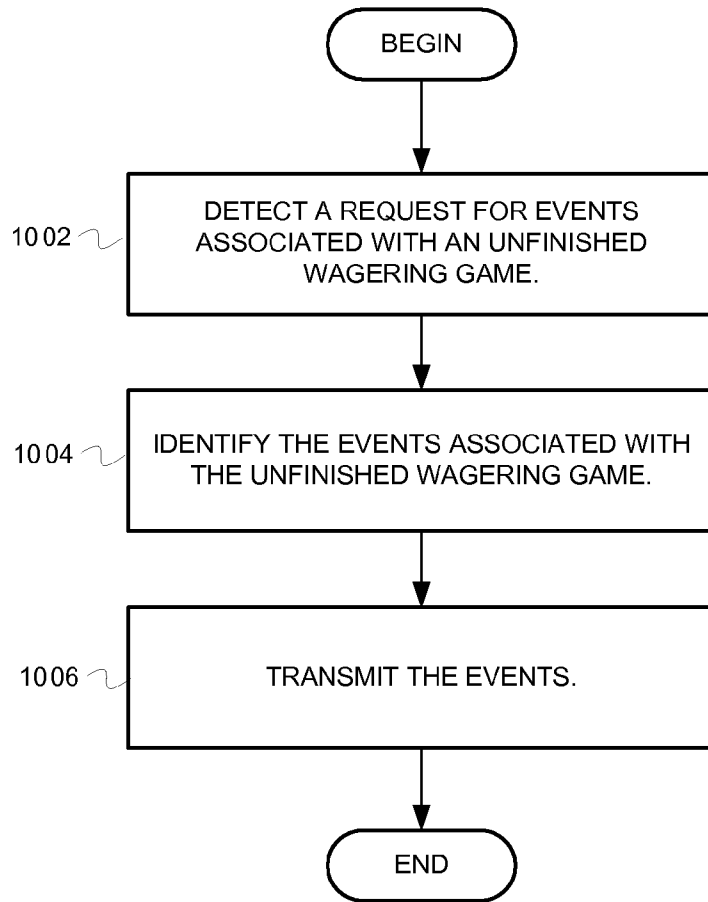 BEGIN
1002
DETECT A REQUEST FOR EVENTS
ASSOCIATED WITH AN UNFINISHED
WAGERING GAME.
1004
IDENTIFY THE EVENTS ASSOCIATED WITH
THE UNFINISHED WAGERING GAME.
1006
TRANSMIT THE EVENTS.
END